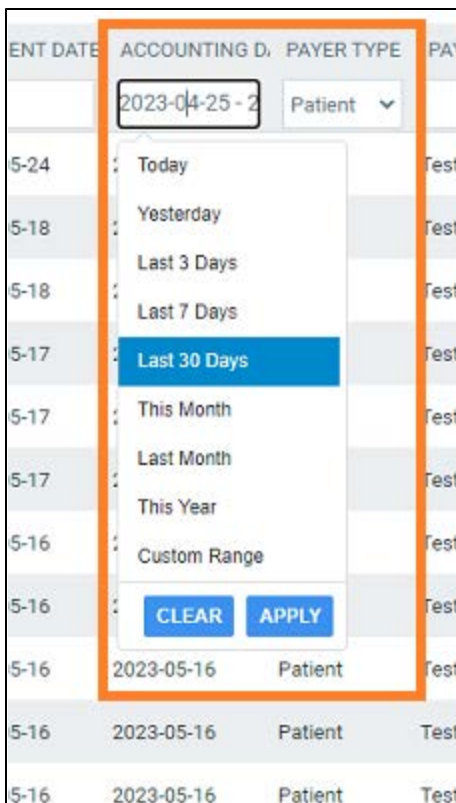 ENT DATE ACCOUNTING DA PAYER TYPE PAY
2023-04-25 - 2 Patient
5-24 Today Test
5-18 Yesterday Test
5-18 Last 3 Days Test
Last 7 Days
5-17 Last 30 Days Test
5-17 This Month Test
Last Month
5-17 This Year Test
5-16 Custom Range Test
5-16 CLEAR APPLY Test
5-16 2023-05-16 Patient Test
5-16 2023-05-16 Patient Test
5-16 2023-05-16 Patient Test